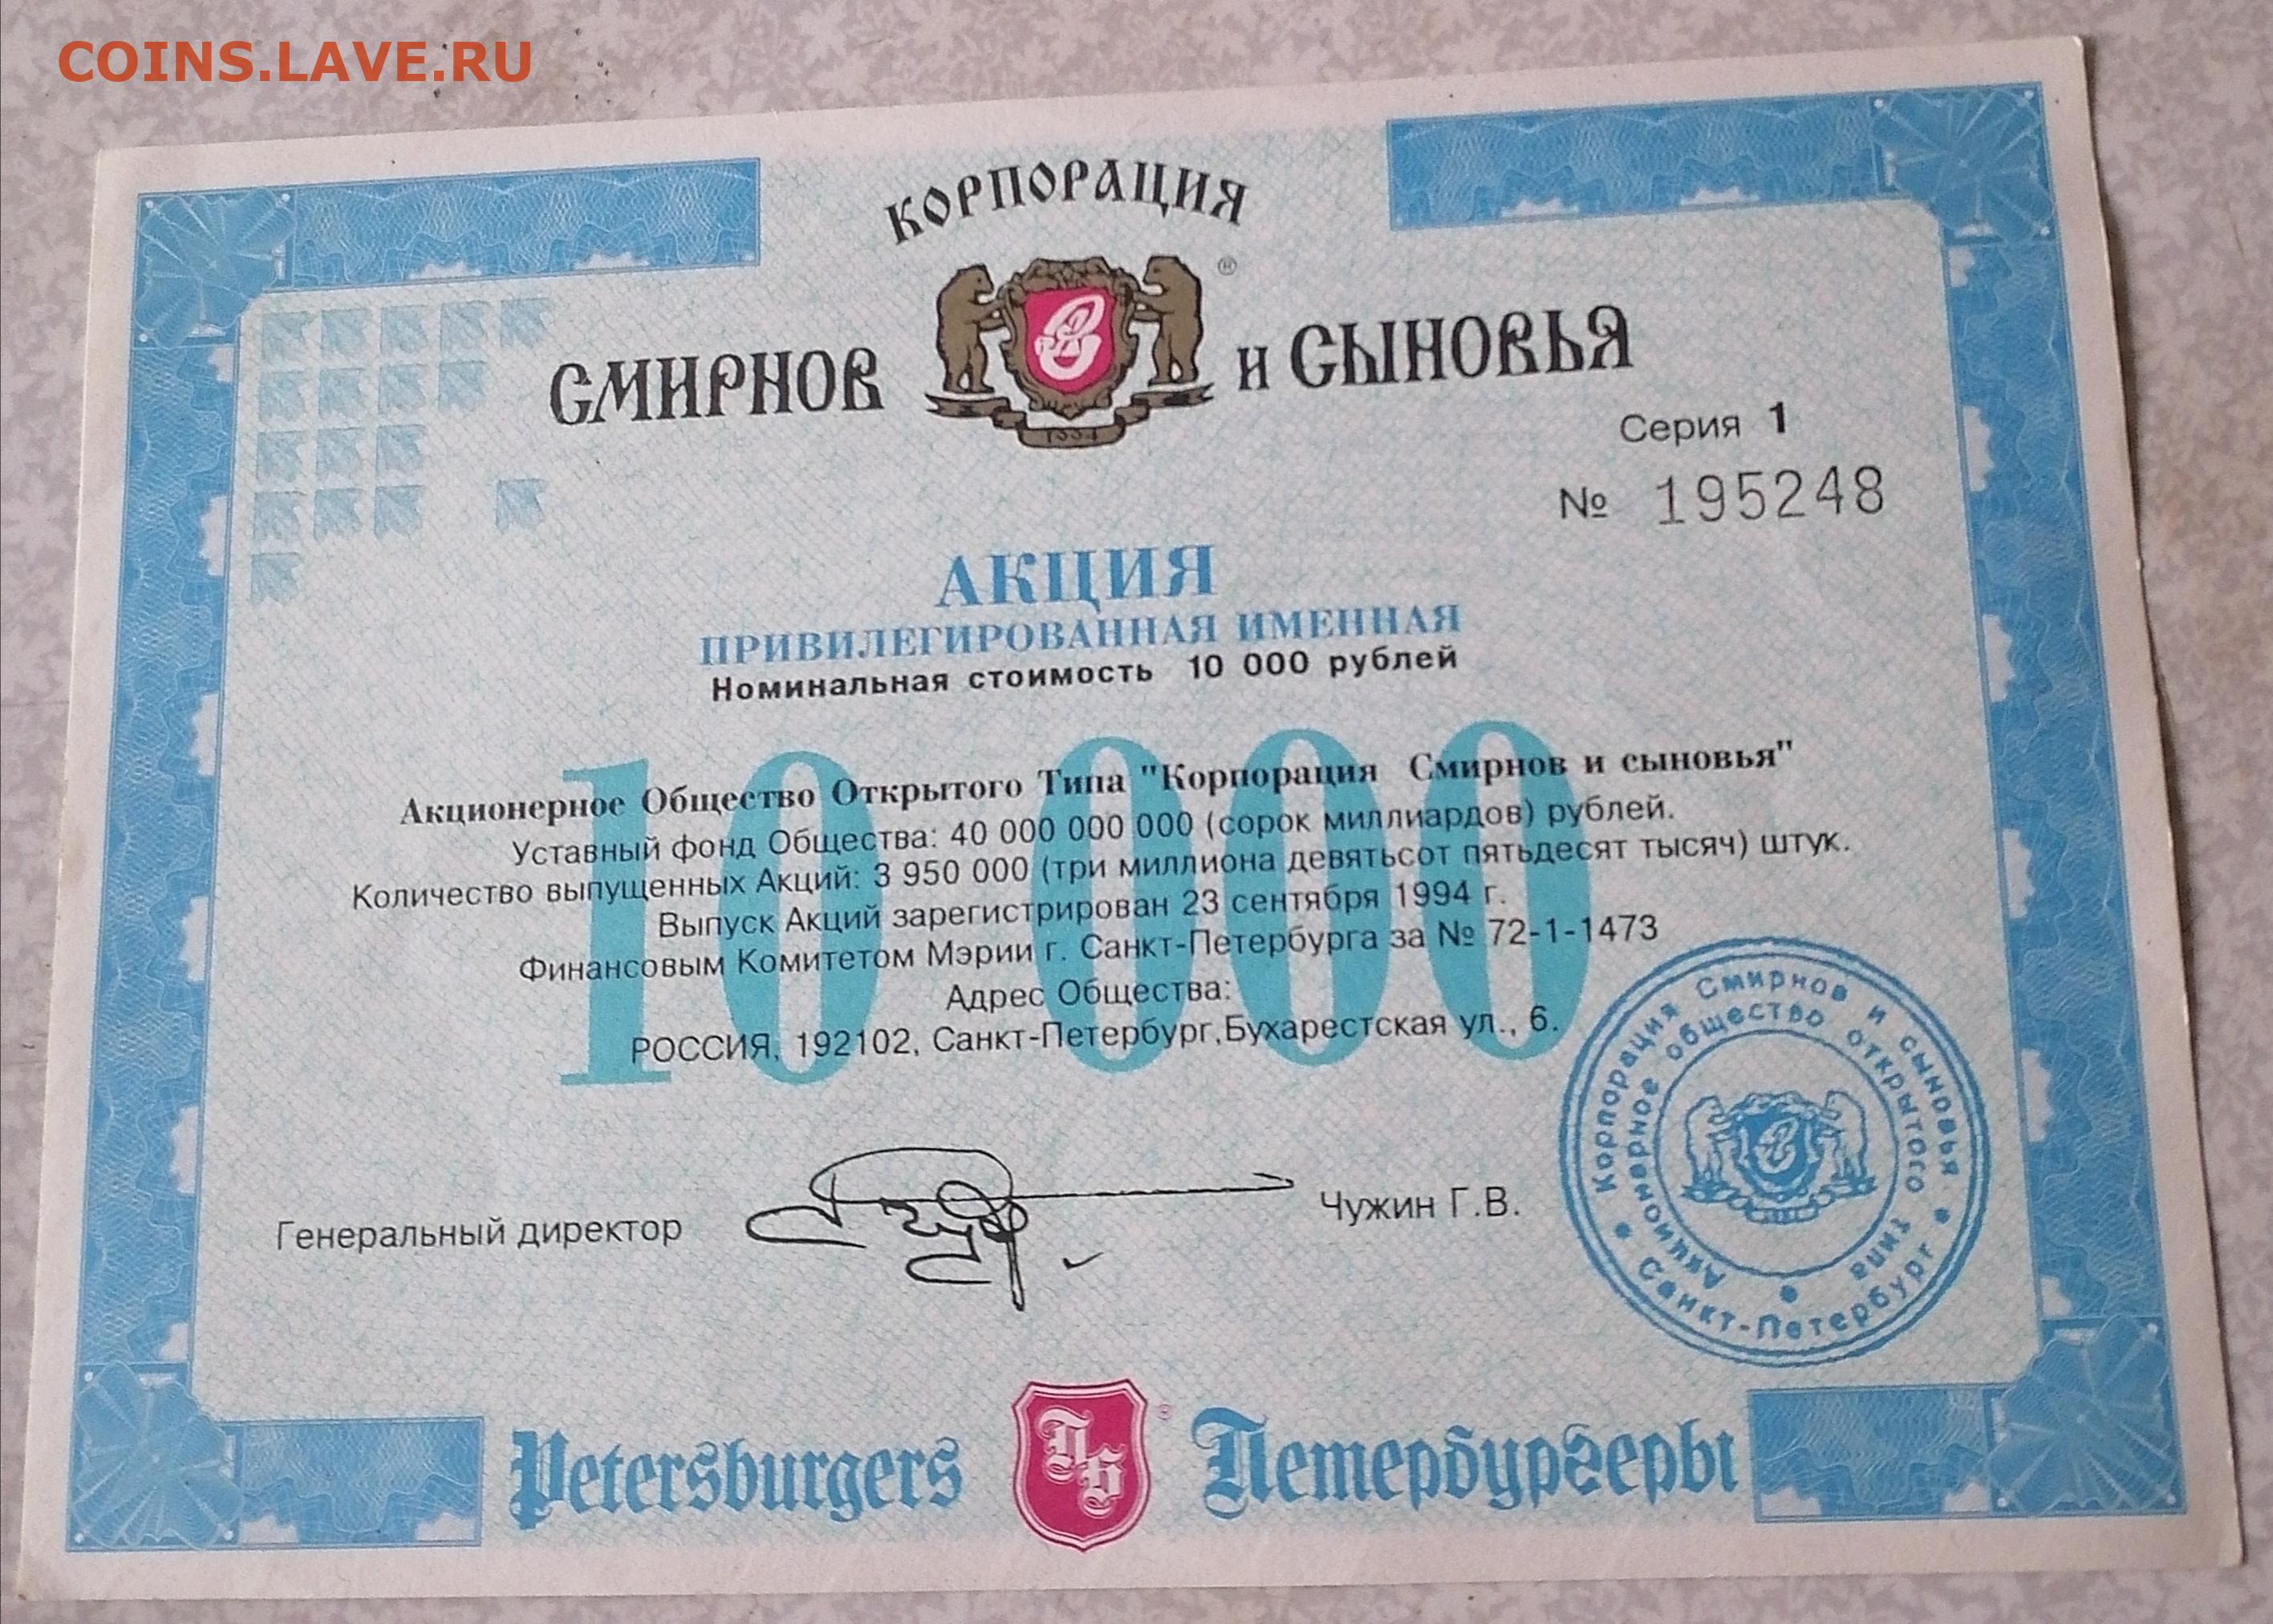 COINS.LAVE.RU
КОРПОРАЦИЯ
СМИРНОВ И СЫНОВЬЯ
®
Серия 1
№ 195248
АКЦИЯ
ПРИВИЛЕГИРОВАННАЯ ИМЕННАЯ
Номинальная стоимость 10 000 рублей
10 000
Акционерное Общество Открытого Типа "Корпорация Смирнов и сыновья"
Уставный фонд Общества: 40 000 000 000 (сорок миллиардов) рублей.
Количество выпущенных Акций: 3 950 000 (три миллиона девятьсот пятьдесят тысяч) штук.
Выпуск Акций зарегистрирован 23 сентября 1994 г.
Финансовым Комитетом Мэрии г. Санкт-Петербурга за № 72-1-1473
Адрес Общества:
РОССИЯ, 192102, Санкт-Петербург,Бухарестская ул., 6.
Корпорация Смирнов и сыновья
Санкт-Петербург
Акционерное общество открытого типа
Генеральный директор
Чужин Г.В.
Petersburgers ПБ ® Петербургеры